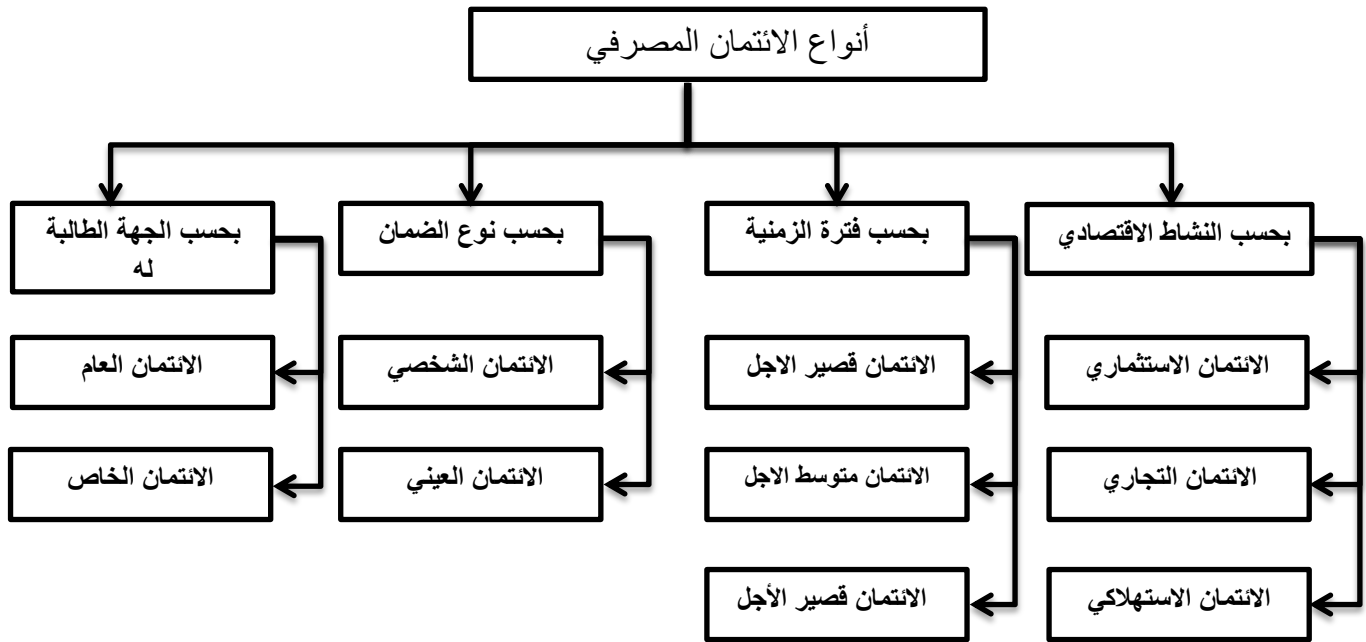 أنواع الائتمان المصرفي
بحسب النشاط الاقتصادي
الائتمان الاستثماري
الائتمان التجاري
الائتمان الاستهلاكي
بحسب فترة الزمنية
الائتمان قصير الاجل
الائتمان متوسط الاجل
الائتمان قصير الأجل
بحسب نوع الضمان
الائتمان الشخصي
الائتمان العيني
بحسب الجهة الطالبة
له
الائتمان العام
الائتمان الخاص